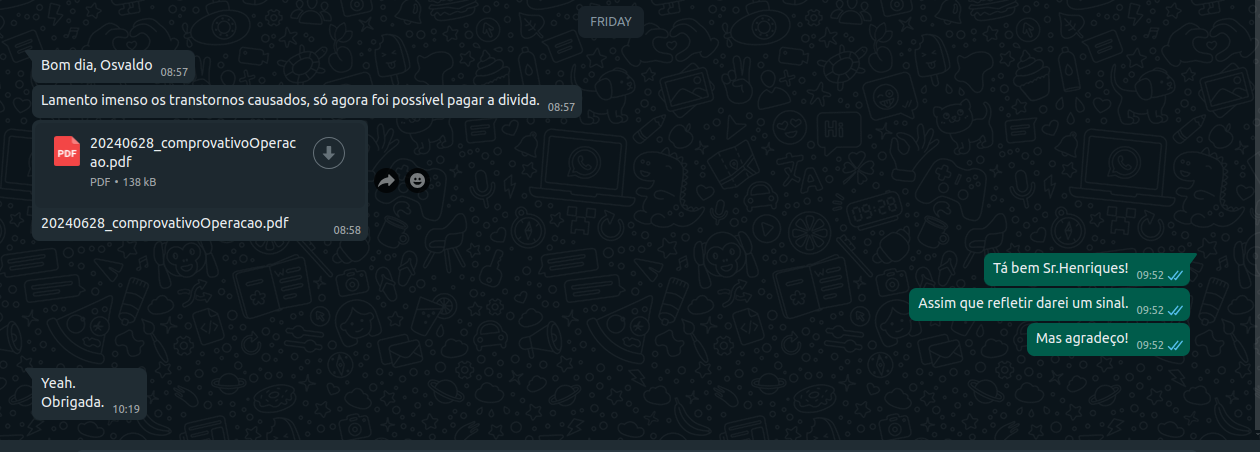 FRIDAY
Bom dia, Osvaldo 08:57
Lamento imenso os transtornos causados, só agora foi possível pagar a divida. 08:57
PDF
20240628_comprovativoOperac
ao.pdf
PDF • 138 kB
20240628_comprovativoOperacao.pdf
08:58
Tá bem Sr.Henriques! 09:52
Assim que refletir darei um sinal. 09:52
Mas agradeço! 09:52
Yeah.
Obrigada. 10:19